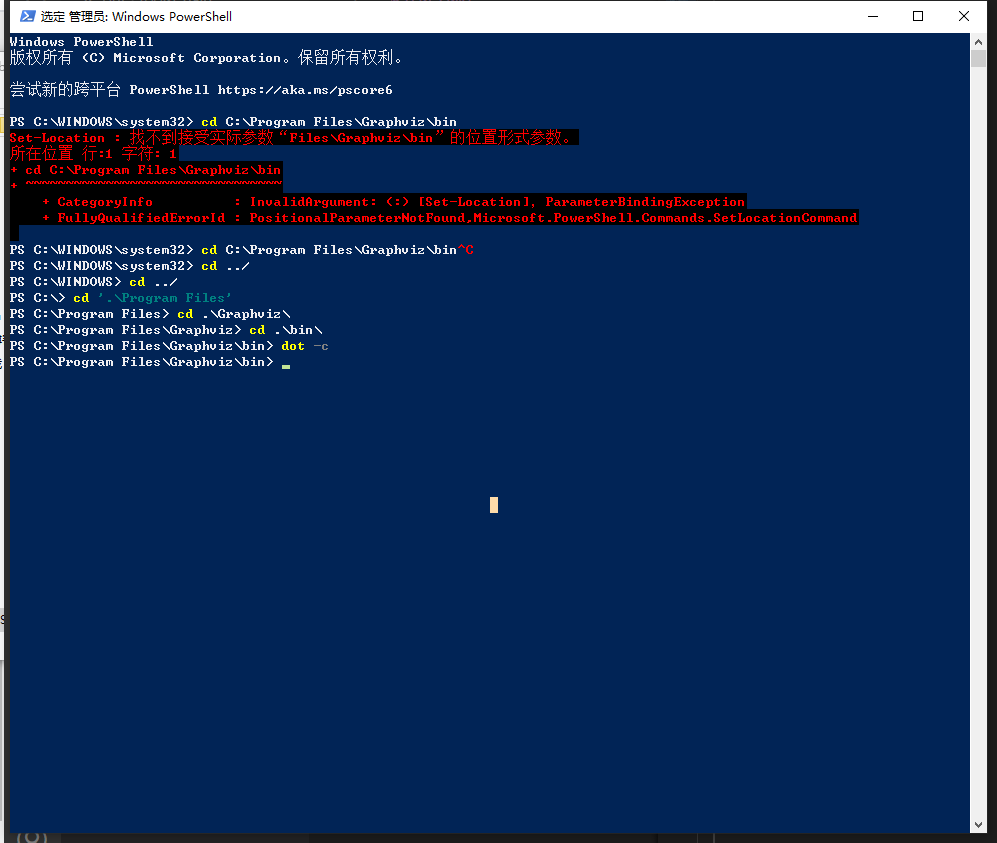 选定 管理员: Windows PowerShell
Windows PowerShell
版权所有 (C) Microsoft Corporation。保留所有权利。
尝试新的跨平台 PowerShell https://aka.ms/pscore6
PS C:\WINDOWS\system32> cd C:\Program Files\Graphviz\bin
Set-Location : 找不到接受实际参数“Files\Graphviz\bin”的位置形式参数。
所在位置 行:1 字符: 1
+ cd C:\Program Files\Graphviz\bin
+ ~~~~~~~~~~~~~~~~~~~~~~~~~~~~~~~~
+ CategoryInfo          : InvalidArgument: (:) [Set-Location], ParameterBindingException
+ FullyQualifiedErrorId : PositionalParameterNotFound,Microsoft.PowerShell.Commands.SetLocationCommand
PS C:\WINDOWS\system32> cd C:\Program Files\Graphviz\bin^C
PS C:\WINDOWS\system32> cd ../
PS C:\WINDOWS> cd ../
PS C:\> cd '.\Program Files'
PS C:\Program Files> cd .\Graphviz\
PS C:\Program Files\Graphviz> cd .\bin\
PS C:\Program Files\Graphviz\bin> dot -c
PS C:\Program Files\Graphviz\bin>